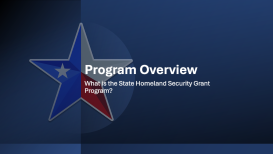 Program Overview
What is the State Homeland Security Grant
Program?